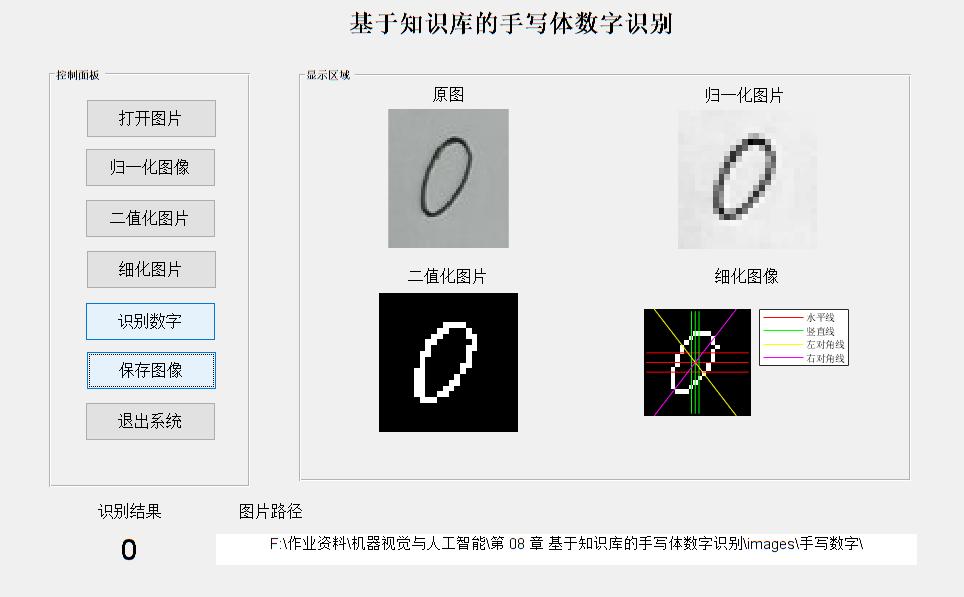 基于知识库的手写体数字识别
控制面板
打开图片
归一化图像
二值化图片
细化图片
识别数字
保存图像
退出系统
显示区域
原图
归一化图片
二值化图片
细化图像
水平线
竖直线
左对角线
右对角线
识别结果
0
图片路径
F:\作业资料\机器视觉与人工智能\第 08 章 基于知识库的手写体数字识别\images\手写数字\